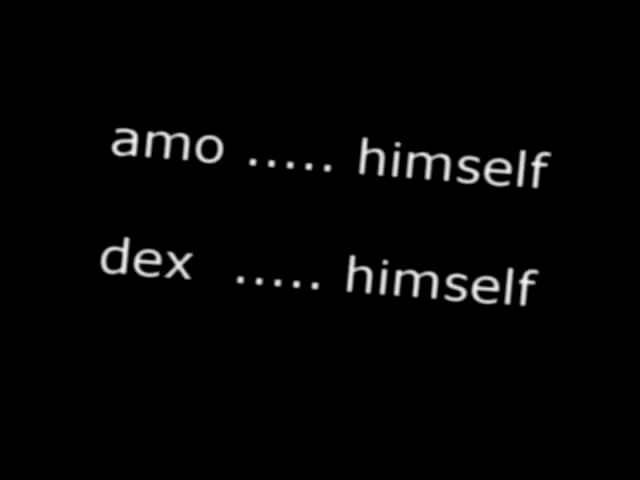 amo ..... himself
dex ..... himself